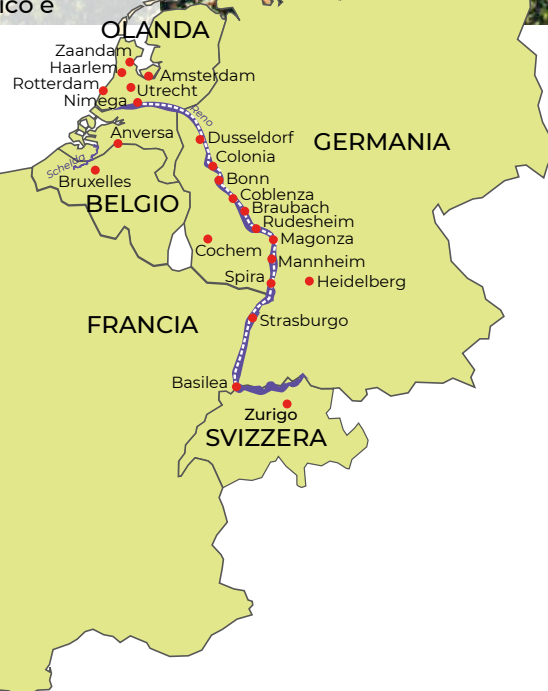 ico e
OLANDA
Zaandam
Haarlem
Amsterdam
Rotterdam
Utrecht
Nimega
Reno
Anversa
Dusseldorf
GERMANIA
Colonia
Schelda
Bruxelles
Bonn
Coblenza
BELGIO
Braubach
Rudesheim
Magonza
Cochem
Mannheim
Spira
Heidelberg
FRANCIA
Strasburgo
Basilea
Zurigo
SVIZZERA